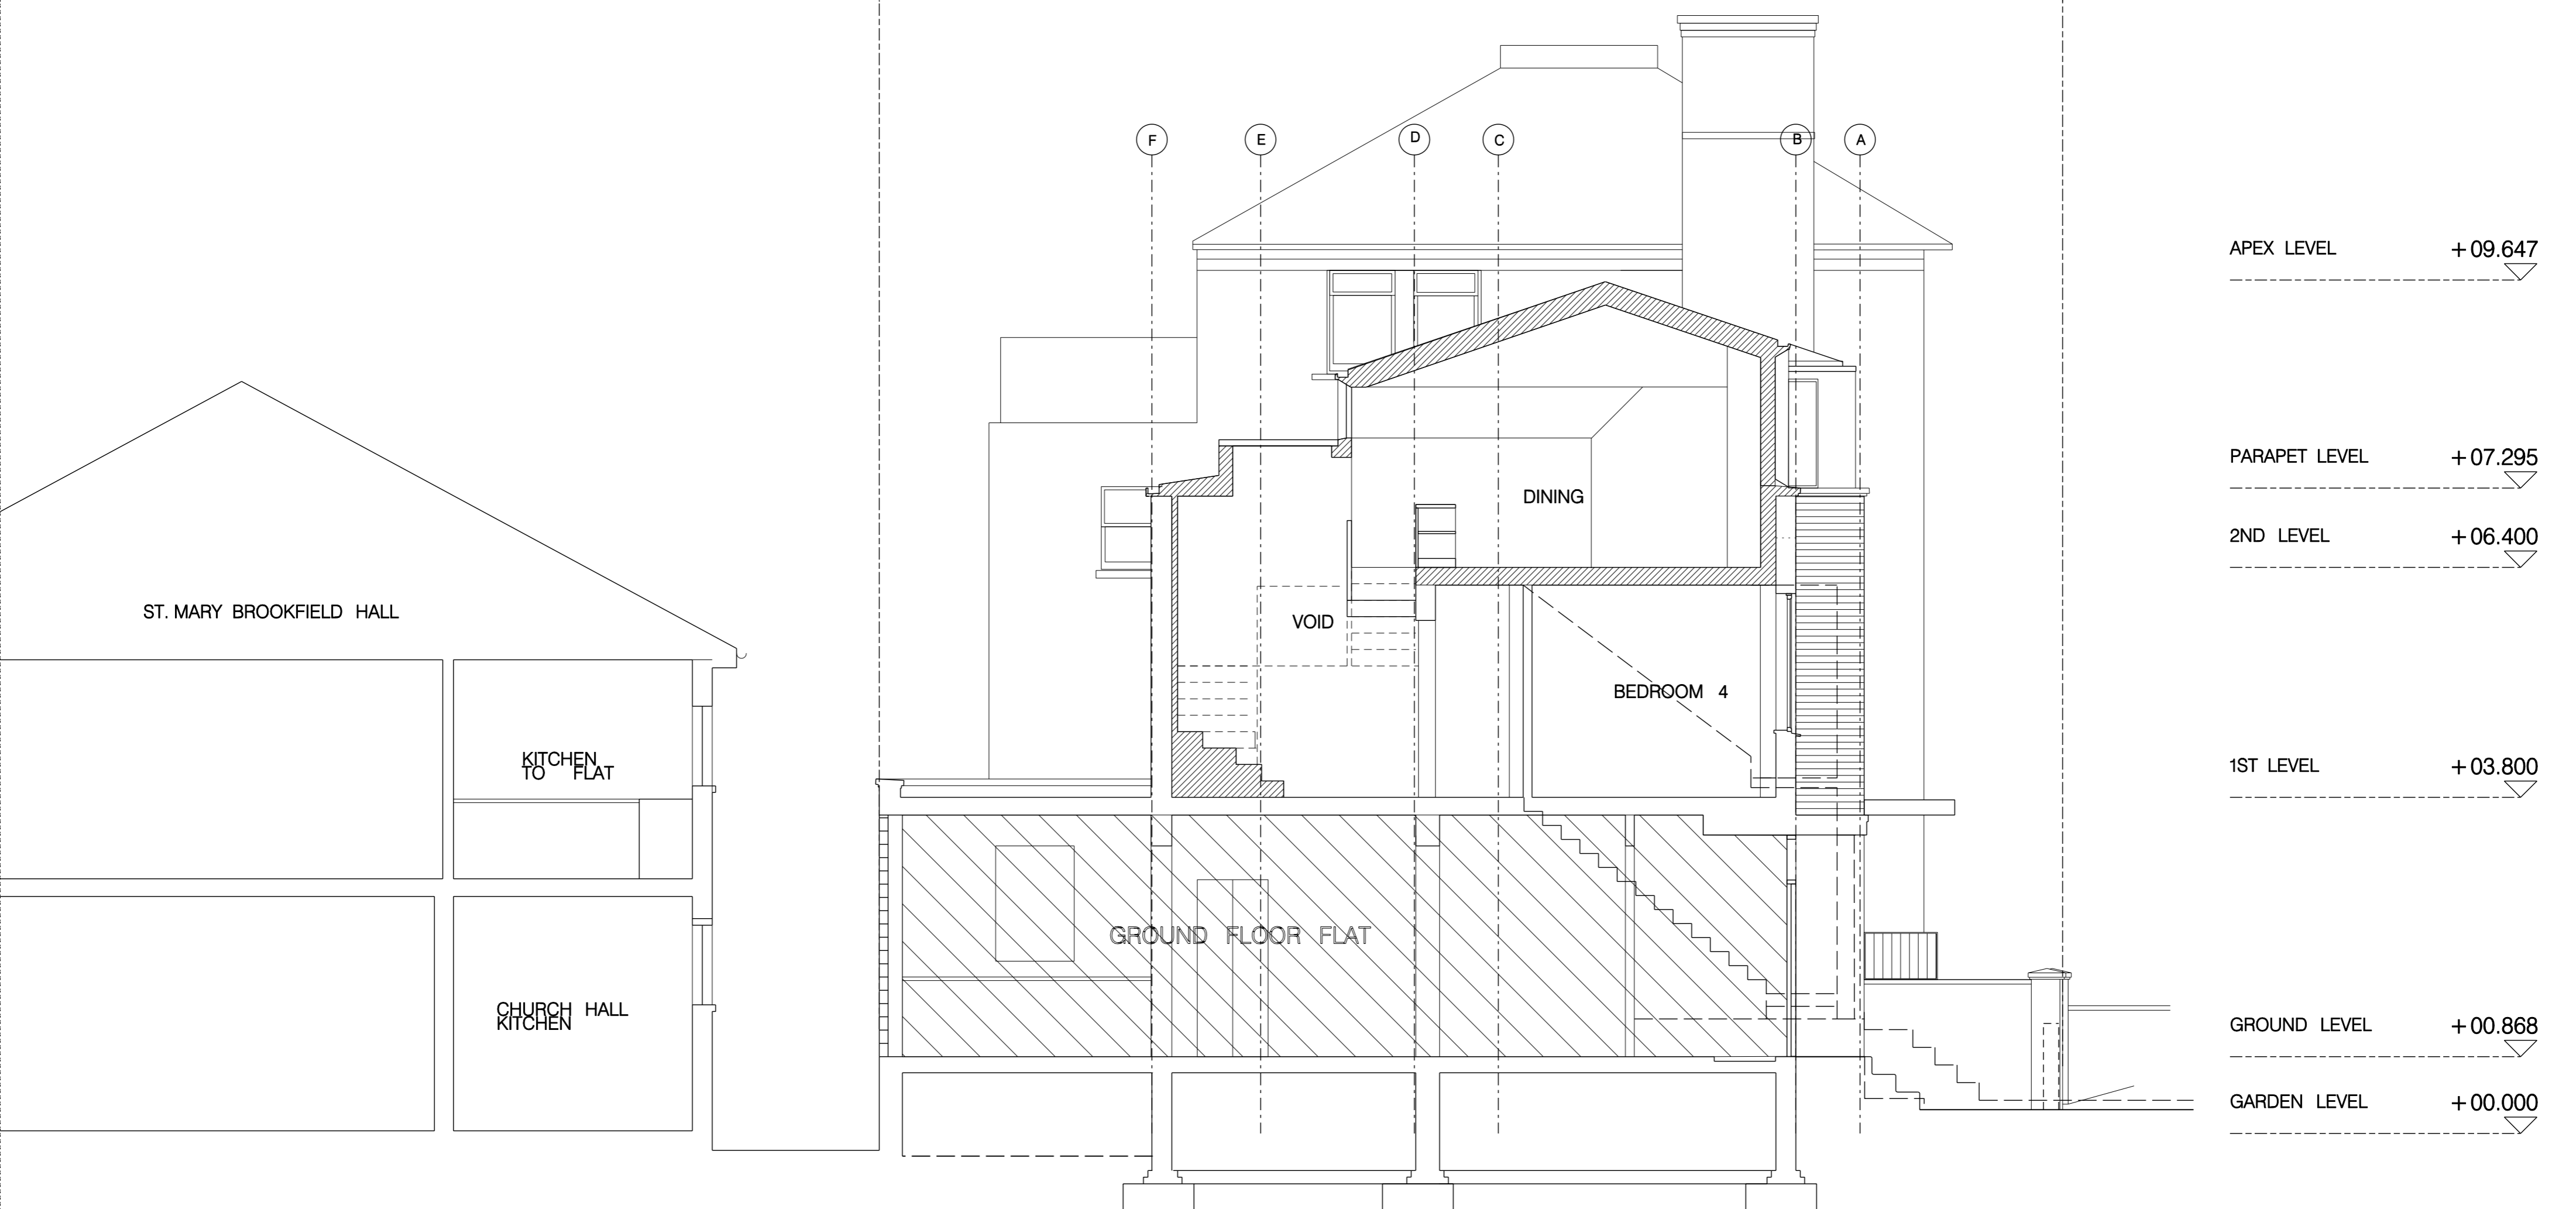 F E D C B A
APEX LEVEL +09.647
PARAPET LEVEL +07.295
DINING
2ND LEVEL +06.400
ST. MARY BROOKFIELD HALL
VOID
BEDROOM 4
KITCHEN
TO FLAT
1ST LEVEL +03.800
GROUND FLOOR FLAT
CHURCH HALL
KITCHEN
GROUND LEVEL +00.868
GARDEN LEVEL +00.000